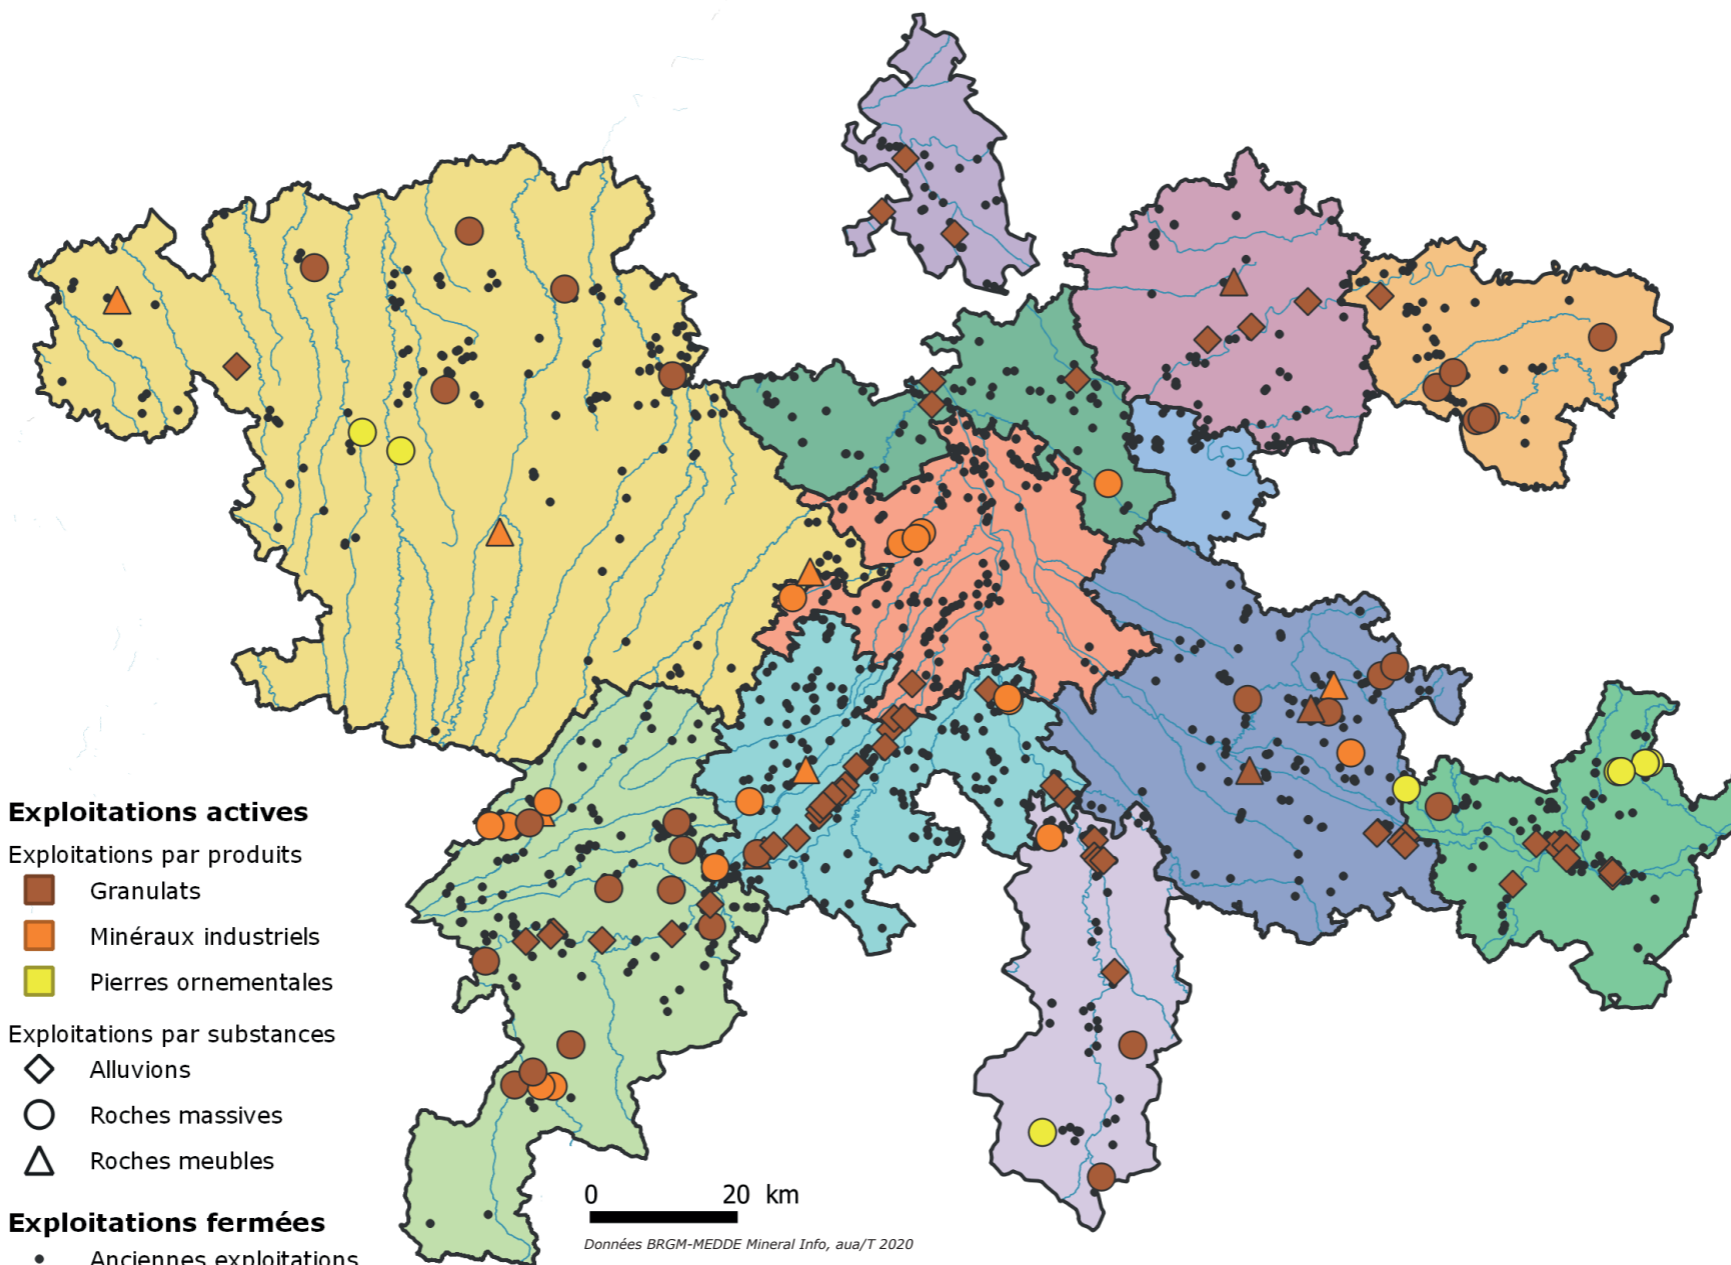 Exploitations actives
Exploitations par produits
Granulats
Minéraux industriels
Pierres ornementales
Exploitations par substances
Alluvions
Roches massives
Roches meubles
Exploitations fermées
Anciennes exploitations
0 20 km
Données BRGM-MEDDE Mineral Info, aua/T 2020